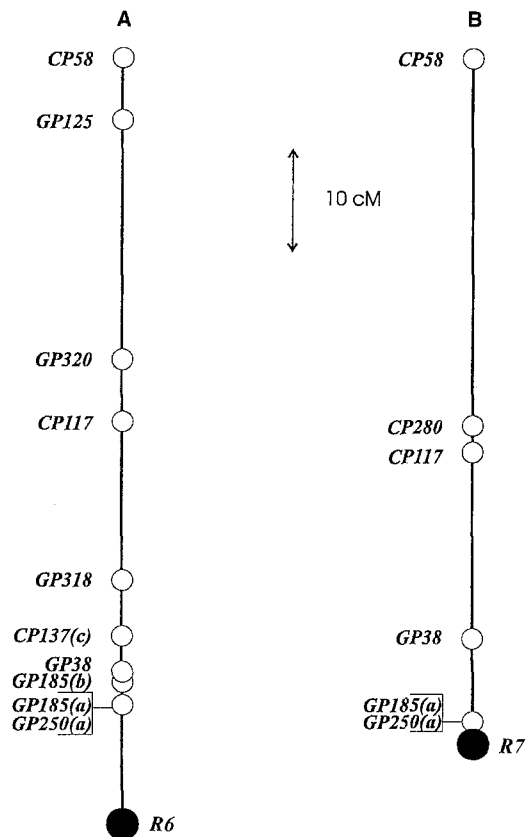 A
CP58
GP125
GP320
CP117
GP318
CP137(c)
GP38
GP185(b)
GP185(a)
GP250(a)
R6
10 cM
B
CP58
CP280
CP117
GP38
GP185(a)
GP250(a)
R7